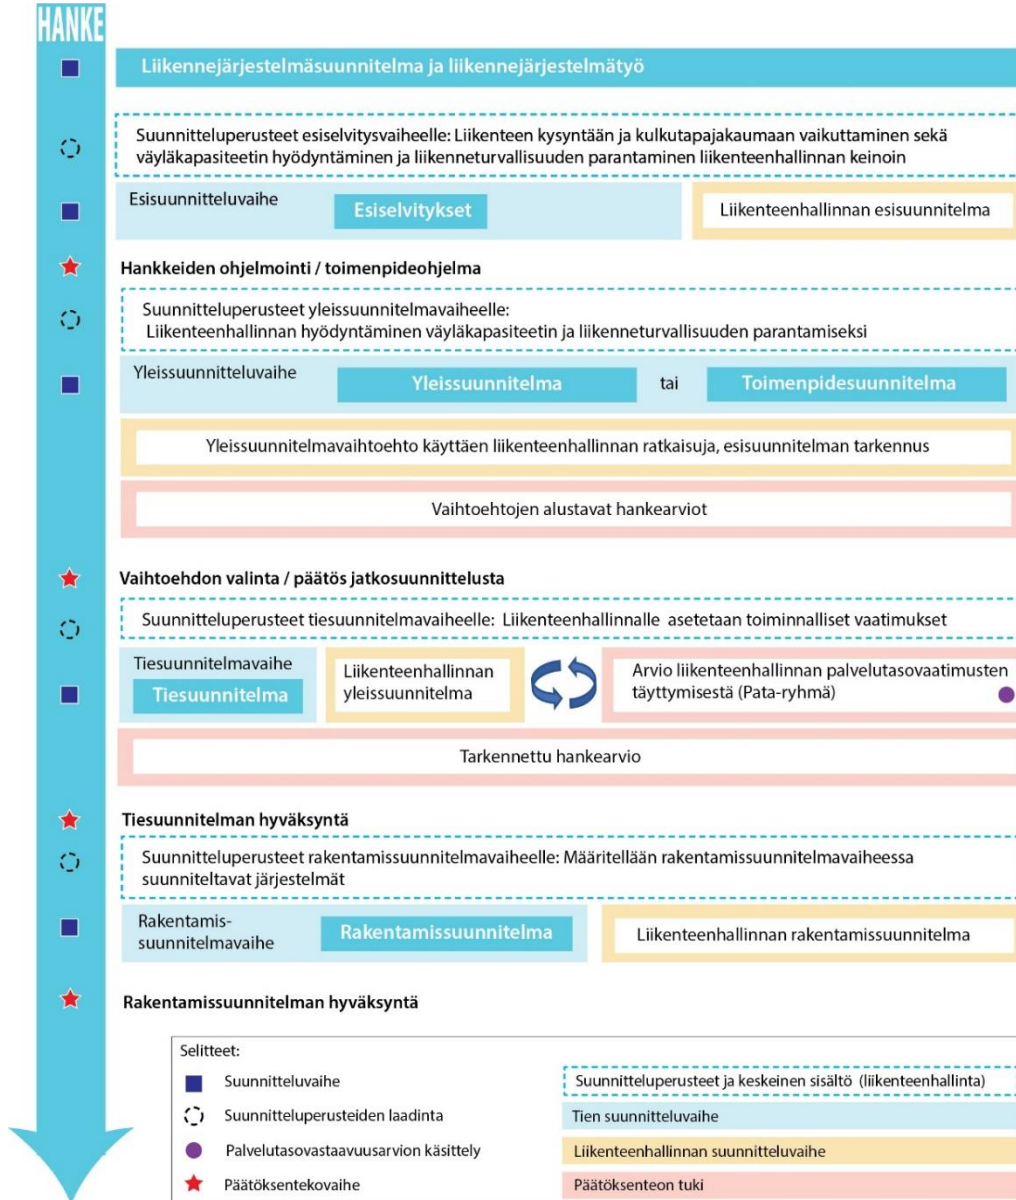 HANKE
Liikennejärjestelmäsuunnitelma ja liikennejärjestelmätyö
Suunnitteluperusteet esiselvitysvaiheelle: Liikenteen kysyntään ja kulkutapajakaumaan vaikuttaminen sekä
väyläkapasiteetin hyödyntäminen ja liikenneturvallisuuden parantaminen liikenteenhallinnan keinoin
Esisuunnitteluvaihe
Esiselvitykset
Liikenteenhallinnan esisuunnitelma
Hankkeiden ohjelmointi / toimenpideohjelma
Suunnitteluperusteet yleissuunnitelmavaiheelle:
Liikenteenhallinnan hyödyntäminen väyläkapasiteetin ja liikenneturvallisuuden parantamiseksi
Yleissuunnitteluvaihe
Yleissuunnitelma
tai
Toimenpidesuunnitelma
Yleissuunnitelmavaihtoehto käyttäen liikenteenhallinnan ratkaisuja, esisuunnitelman tarkennus
Vaihtoehtojen alustavat hankearviot
Vaihtoehdon valinta / päätös jatkosuunnittelusta
Suunnitteluperusteet tiesuunnitelmavaiheelle: Liikenteenhallinnalle asetetaan toiminnalliset vaatimukset
Tiesuunnitelmavaihe
Tiesuunnitelma
Liikenteenhallinnan
yleissuunnitelma
Arvio liikenteenhallinnan palvelutasovaatimusten
täyttymisestä (Pata-ryhmä)
Tarkennettu hankearvio
Tiesuunnitelman hyväksyntä
Suunnitteluperusteet rakentamissuunnitelmavaiheelle: Määritellään rakentamissuunnitelmavaiheessa
suunniteltavat järjestelmät
Rakentamis-
suunnitelmavaihe
Rakentamissuunnitelma
Liikenteenhallinnan rakentamissuunnitelma
Rakentamissuunnitelman hyväksyntä
Selitteet:
Suunnitteluvaihe
Suunnitteluperusteiden laadinta
Palvelutasovastaavuusarvion käsittely
Päätöksentekovaihe
Suunnitteluperusteet ja keskeinen sisältö (liikenteenhallinta)
Tien suunnitteluvaihe
Liikenteenhallinnan suunnitteluvaihe
Päätöksenteon tuki